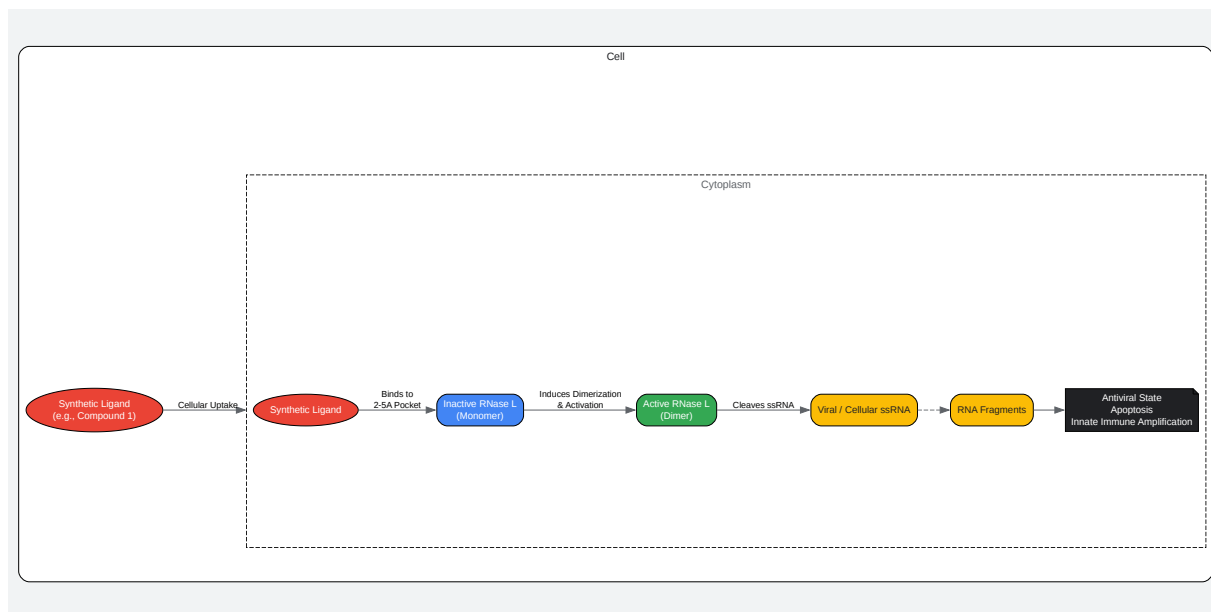 Cell
Cytoplasm
Synthetic Ligand
(e.g., Compound 1)
Cellular Uptake
Synthetic Ligand
Binds to
2-5A Pocket
Inactive RNase L
(Monomer)
Induces Dimerization
& Activation
Active RNase L
(Dimer)
Cleaves ssRNA
Viral / Cellular ssRNA
RNA Fragments
Antiviral State
Apoptosis
Innate Immune Amplification